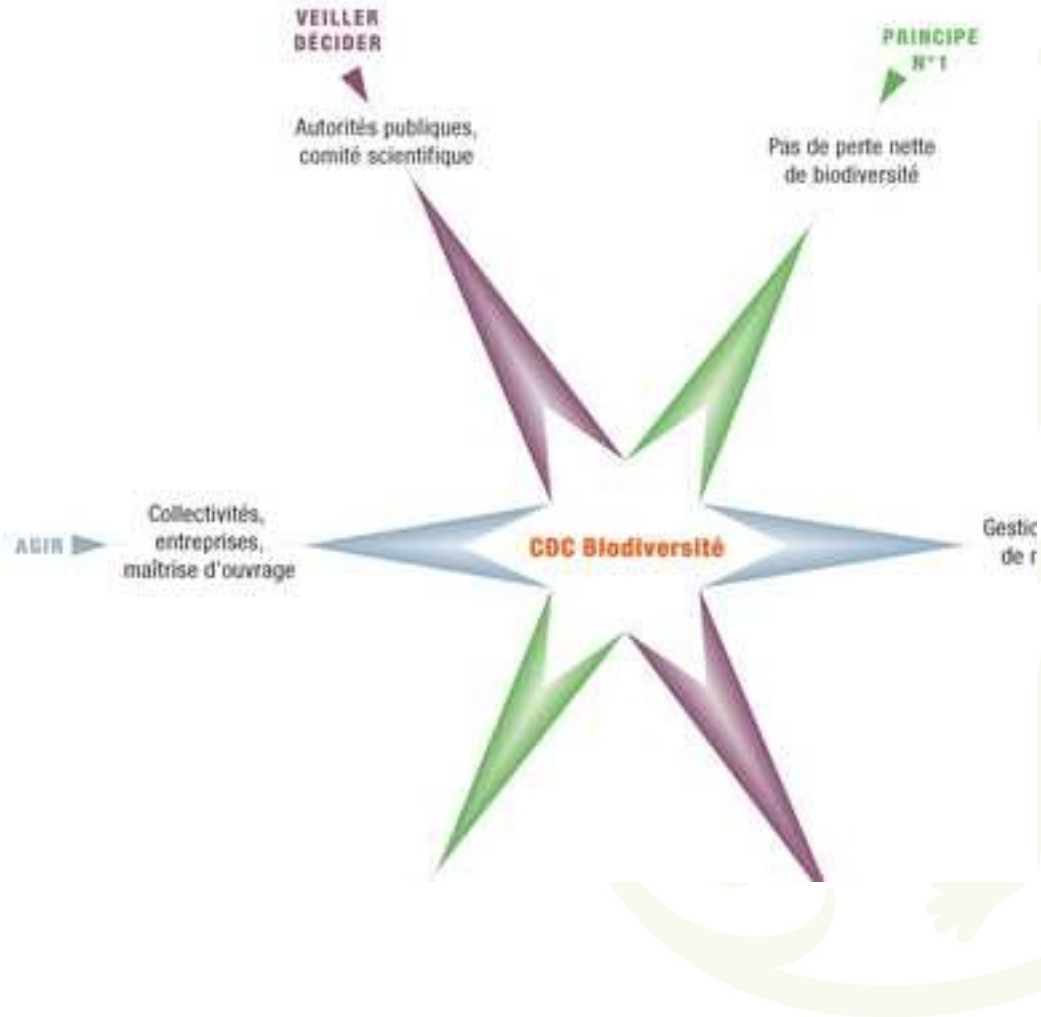 VEILLER
DÉCIDER
PRINCIPE
N°1
Autorités publiques,
comité scientifique
Pas de perte nette
de biodiversité
AGIR
Collectivités,
entreprises,
maîtrise d'ouvrage
CDC Biodiversité
de